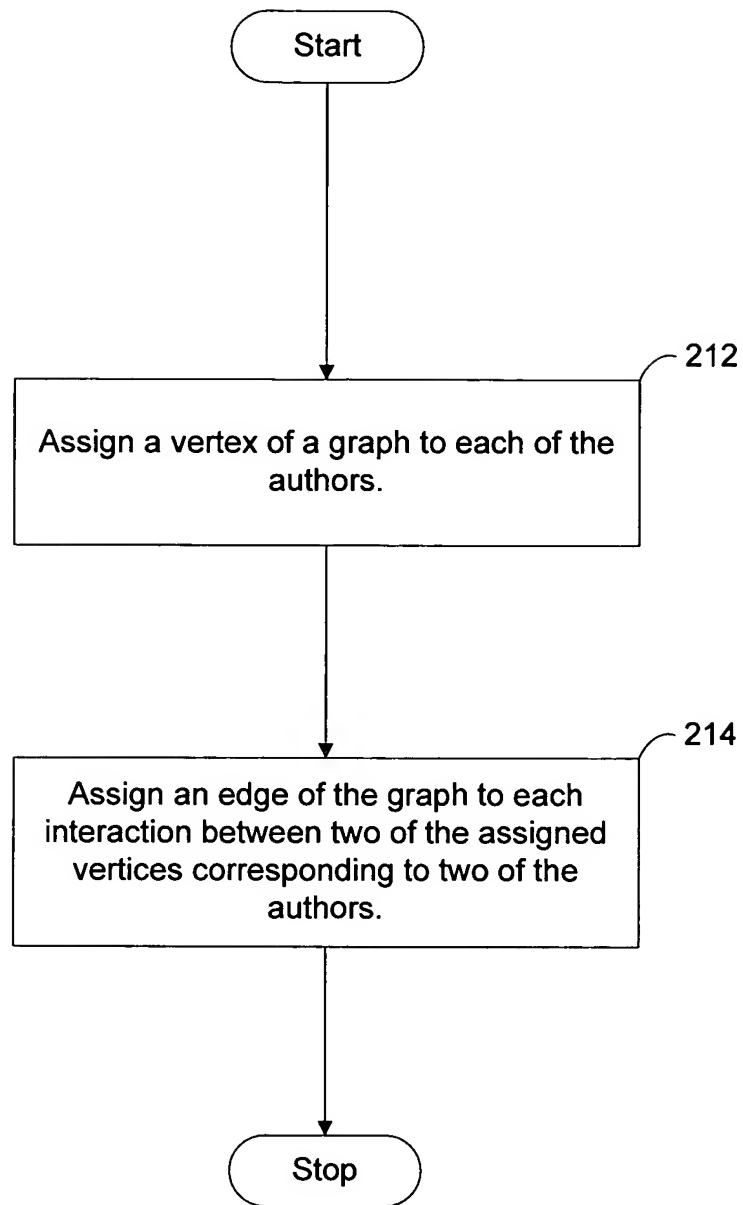 Start
212
Assign a vertex of a graph to each of the
authors.
214
Assign an edge of the graph to each
interaction between two of the assigned
vertices corresponding to two of the
authors.
Stop